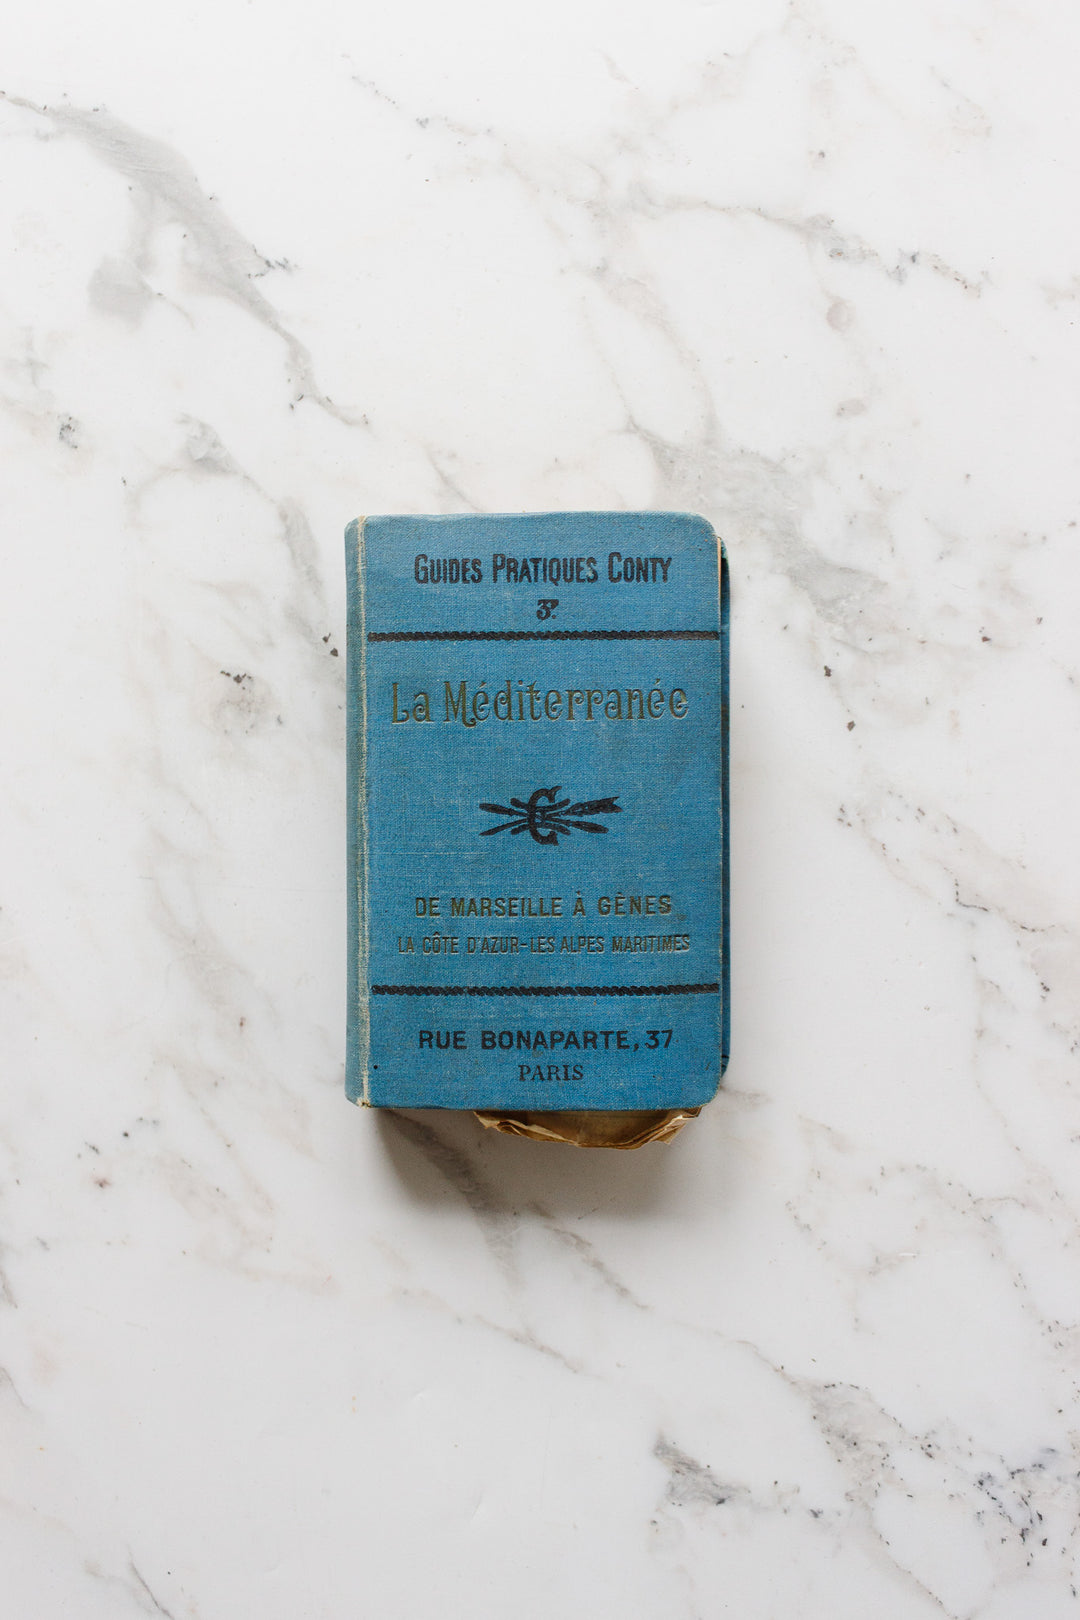 GUIDES PRATIQUES CONTY
3F.
La Méditerranée
C
DE MARSEILLE À GÊNES
LA CÔTE D'AZUR-LES ALPES MARITIMES
RUE BONAPARTE, 37
PARIS